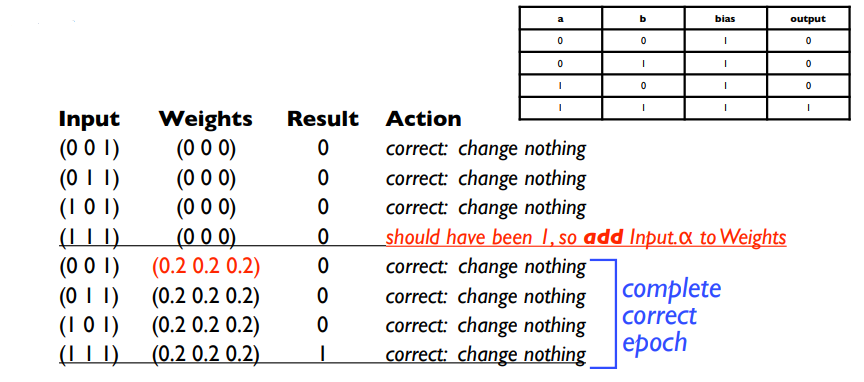 a b bias output
0 0 1 0
0 1 1 0
1 0 1 0
1 1 1 1
Input Weights Result Action
(0 0 1) (0 0 0) 0 correct: change nothing
(0 1 1) (0 0 0) 0 correct: change nothing
(1 0 1) (0 0 0) 0 correct: change nothing
(1 1 1) (0 0 0) 0 should have been 1, so add Input.α to Weights
(0 0 1) (0.2 0.2 0.2) 0 correct: change nothing
(0 1 1) (0.2 0.2 0.2) 0 correct: change nothing
(1 0 1) (0.2 0.2 0.2) 0 correct: change nothing
(1 1 1) (0.2 0.2 0.2) 1 correct: change nothing
complete
correct
epoch